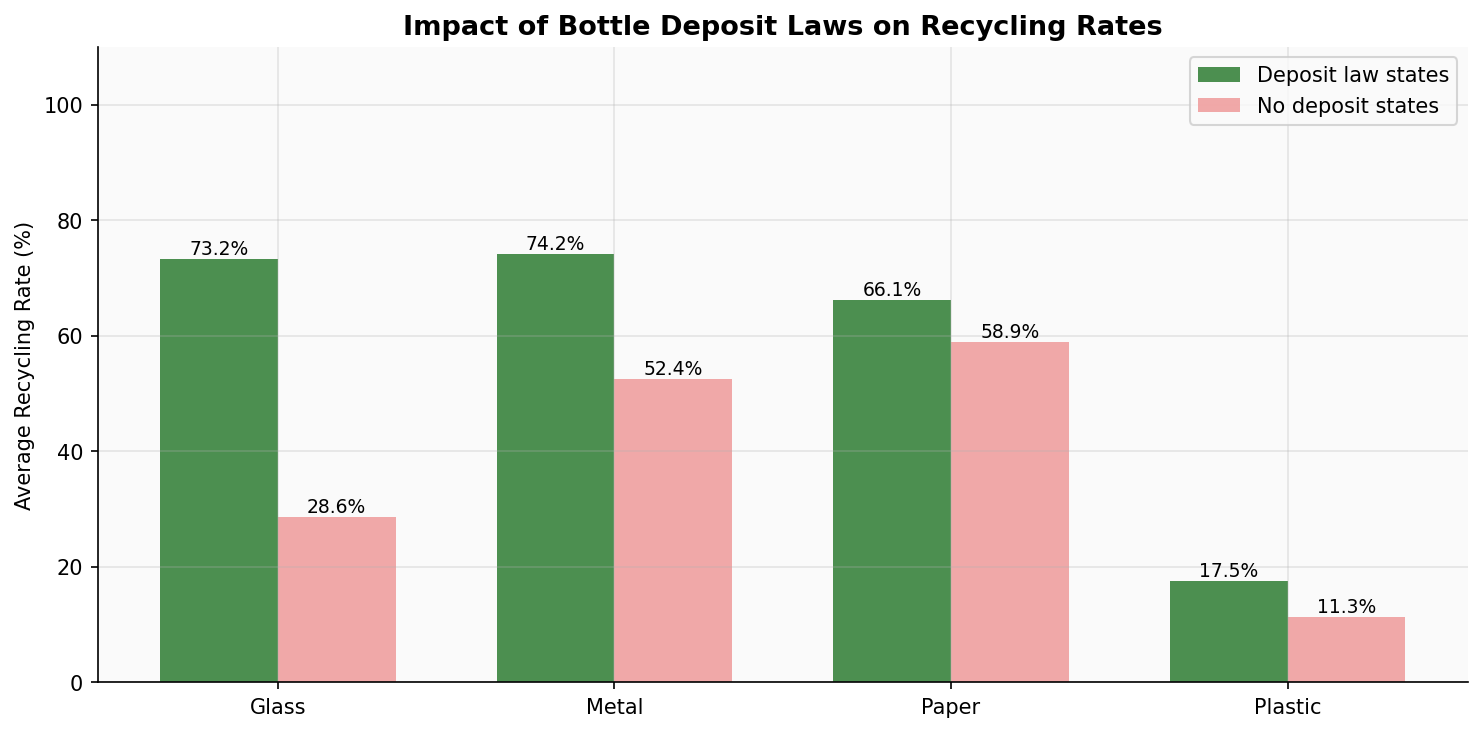 Impact of Bottle Deposit Laws on Recycling Rates
Deposit law states
No deposit states
Average Recycling Rate (%)
100
80
60
40
20
0
73.2%
28.6%
74.2%
52.4%
66.1%
58.9%
17.5%
11.3%
Glass
Metal
Paper
Plastic